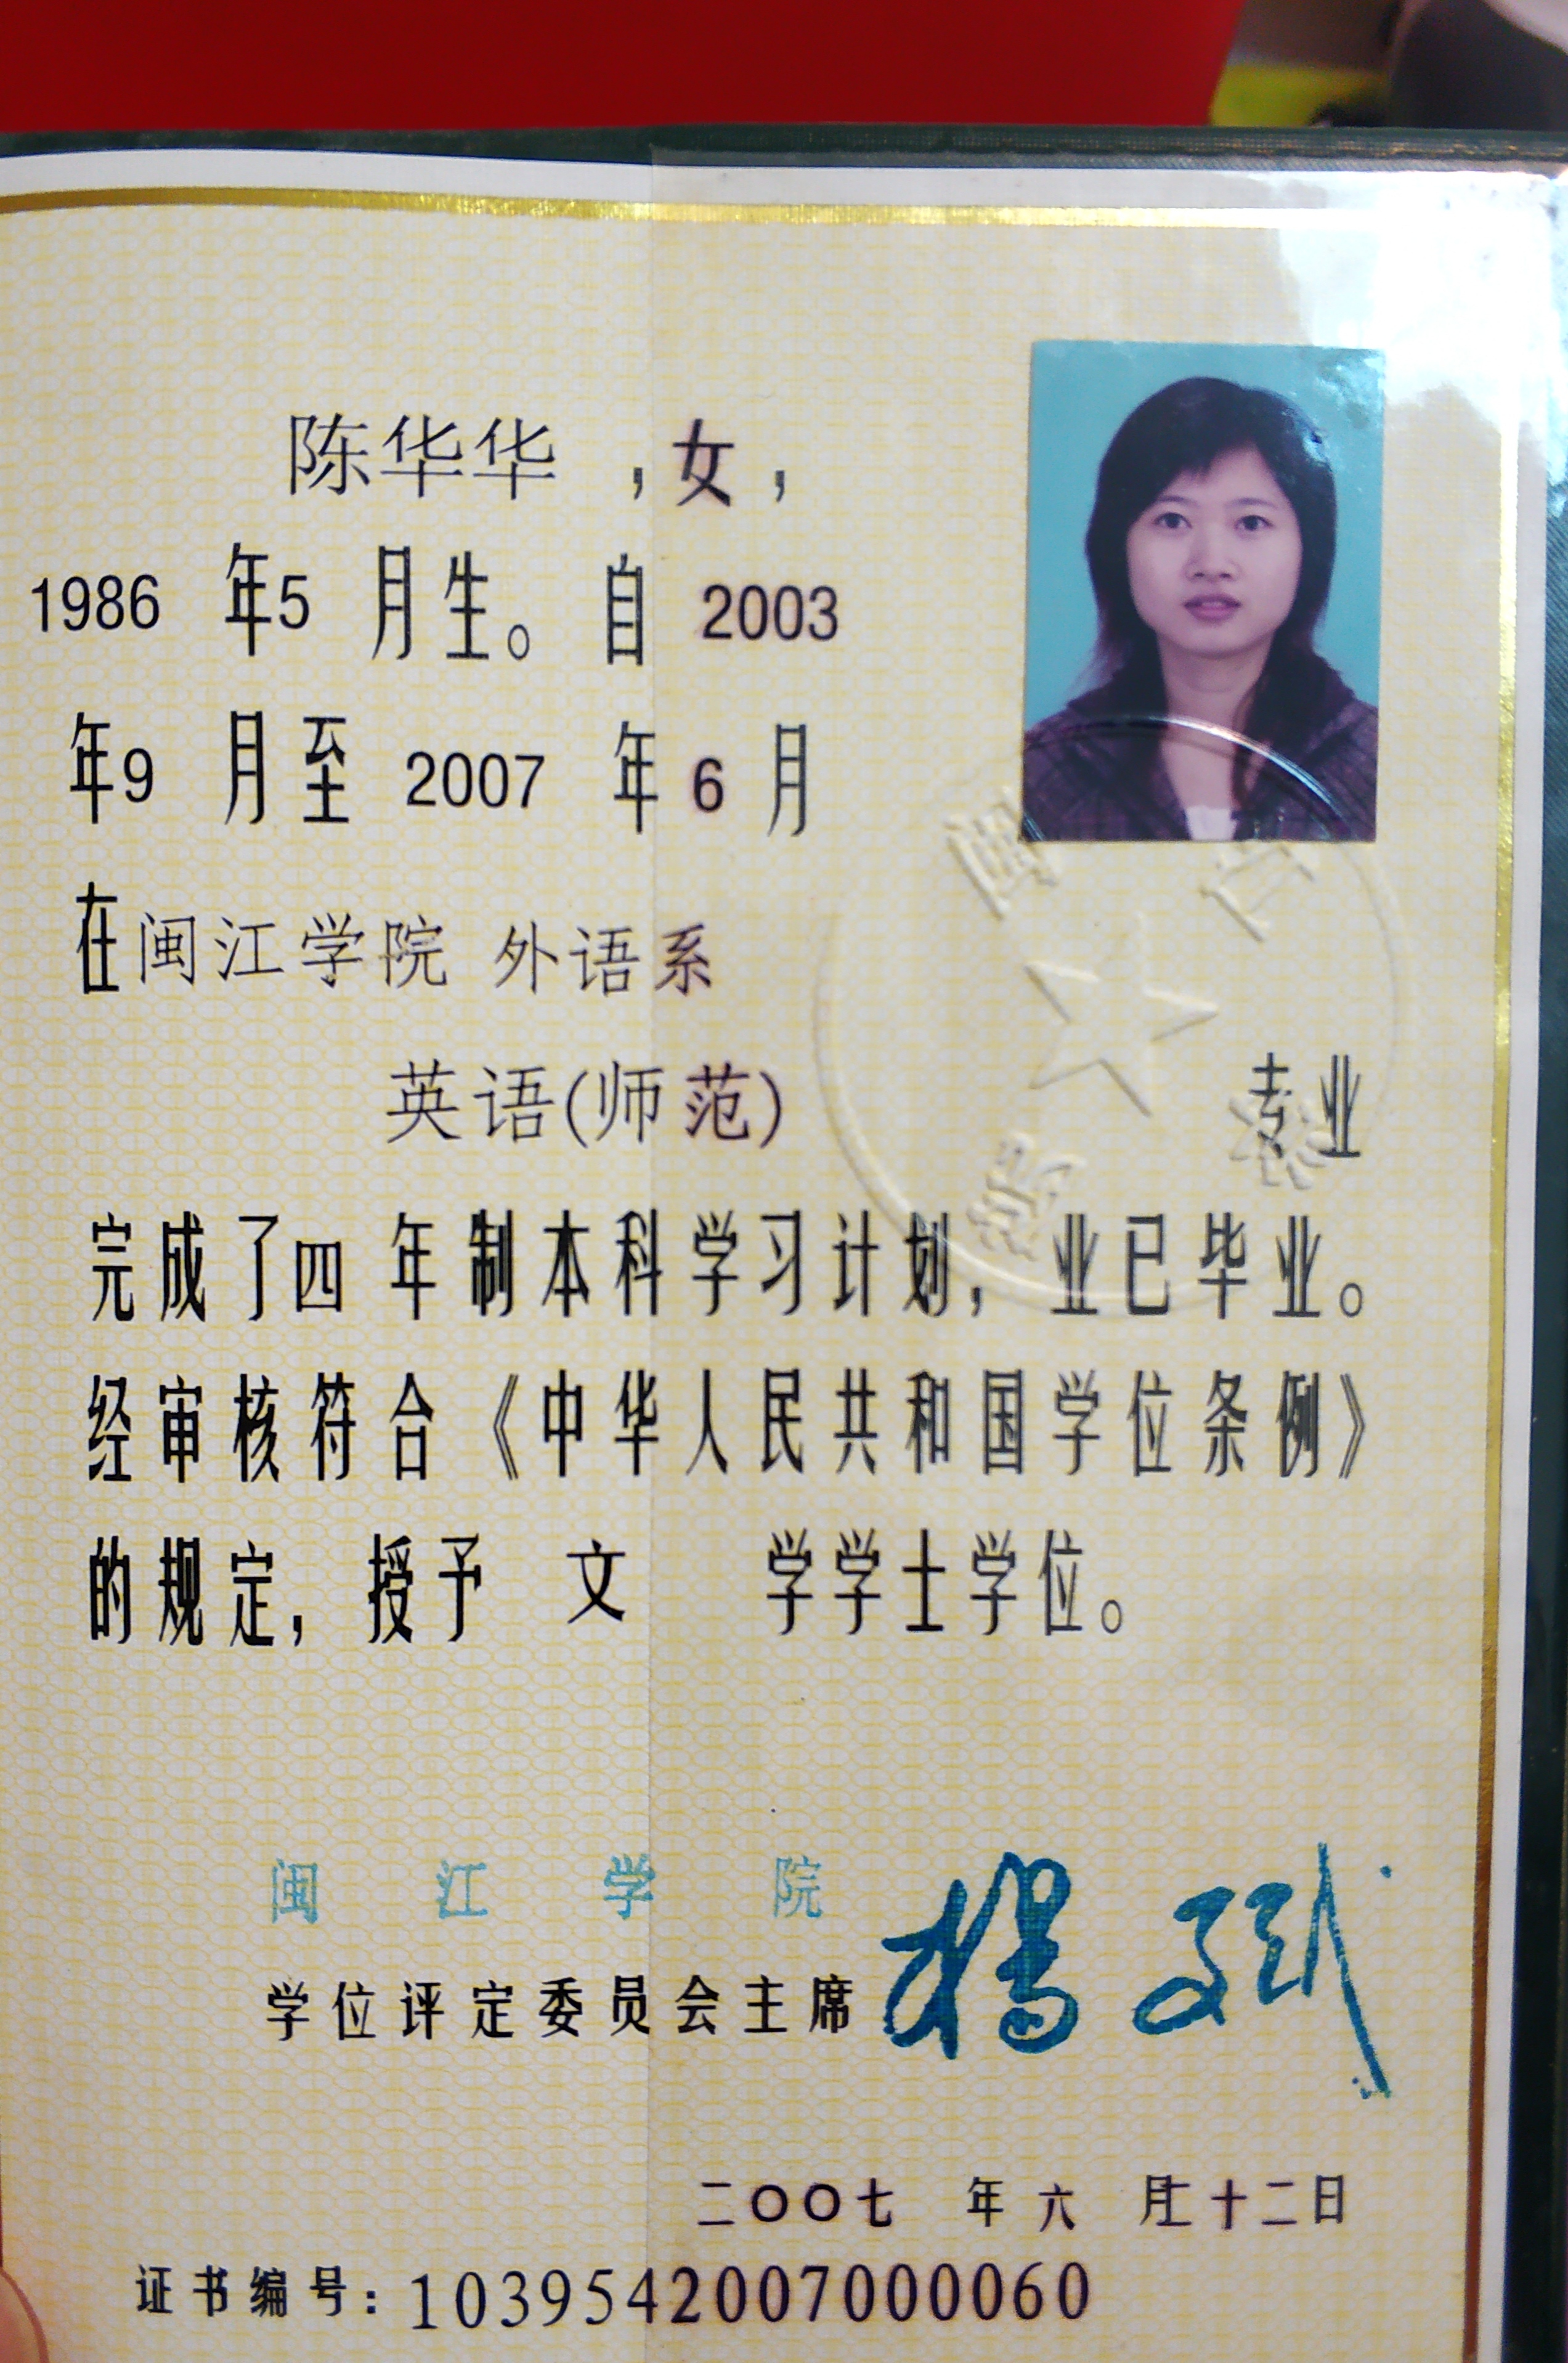 陈华华 ,女,
1986 年5 月生。自 2003
年9 月至 2007 年 6 月
在闽江学院 外语系
英语(师范) 专业
完成了四 年制本科学习计划, 业已毕业。
经审核符合《中华人民共和国学位条例》
的规定, 授予 文 学学士学位。
闽江学院
学位评定委员会主席
二〇〇七 年 六 月二十二日
证书编号: 1039542007000060